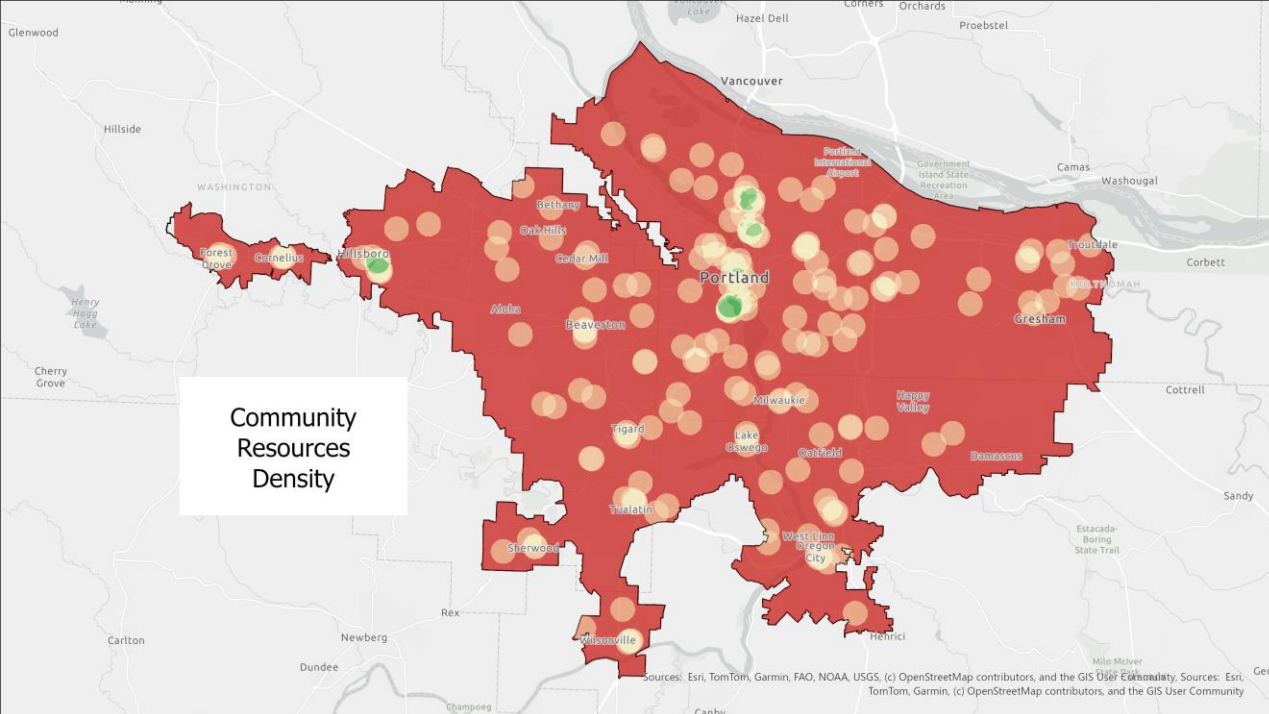 Manning
Vancouver
Lake
Corners
Orchards
Glenwood
Hazel Dell
Proebstel
Vancouver
Hillside
Portland
International
Airport
Government
Island State
Recreation
Area
Camas
Washougal
WASHINGTON
Bethany
Oak Hills
Forest
Grove
Cornelius
Hillsboro
Cedar Mill
Troutdale
Corbett
Portland
MULTNOMAH
Henry
Hagg
Lake
Aloha
Beaverton
Gresham
Cherry
Grove
Cottrell
Milwaukie
Happy
Valley
Community
Resources
Density
Tigard
Lake
Oswego
Oatfield
Damascus
Sandy
Tualatin
Estacada-
Boring
State Trail
Sherwood
West Linn
Oregon
City
Rex
Carlton
Newberg
Wilsonville
Henrici
Dundee
Milo McIver
State Park
Sources: Esri, TomTom, Garmin, FAO, NOAA, USGS, (c) OpenStreetMap contributors, and the GIS User Community, Sources: Esri,
TomTom, Garmin, (c) OpenStreetMap contributors, and the GIS User Community
Champoeg
Canby